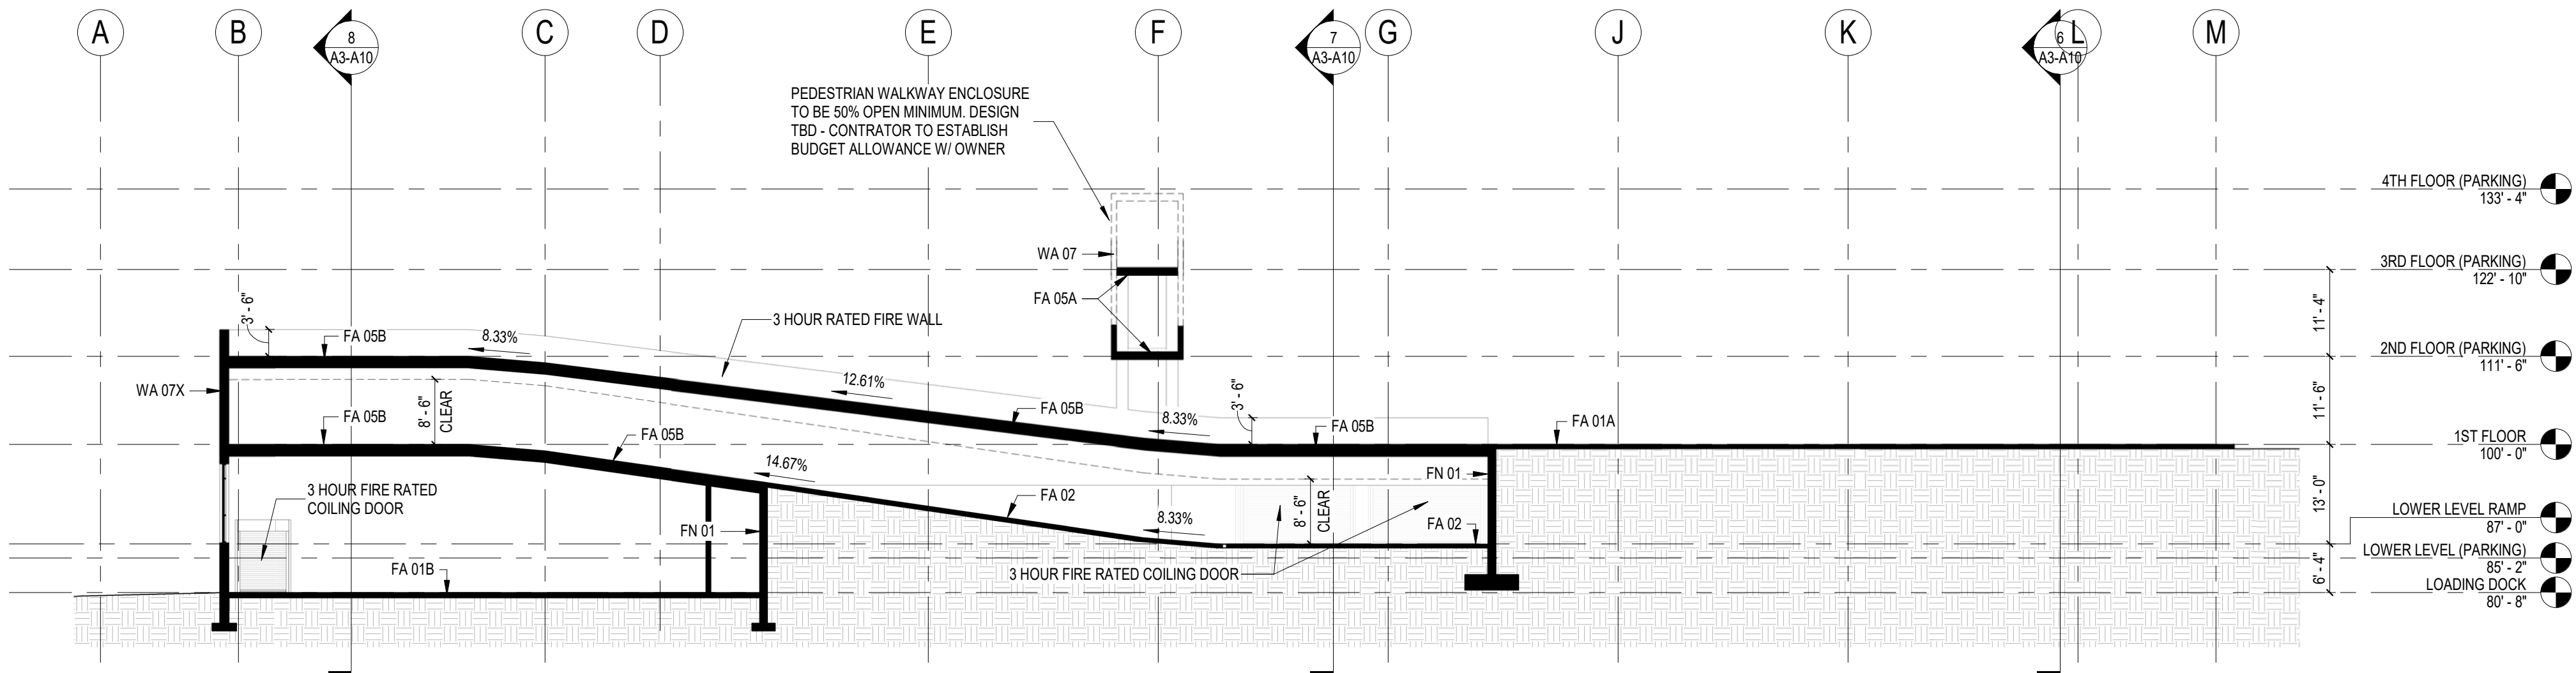 A
B
C
D
E
F
G
J
K
L
M
8
A3-A10
7
A3-A10
6
A3-A10
PEDESTRIAN WALKWAY ENCLOSURE
TO BE 50% OPEN MINIMUM. DESIGN
TBD - CONTRATOR TO ESTABLISH
BUDGET ALLOWANCE W/ OWNER
4TH FLOOR (PARKING)
133' - 4"
WA 07
3RD FLOOR (PARKING)
122' - 10"
FA 05A
3' - 6"
FA 05B
8.33%
3 HOUR RATED FIRE WALL
11' - 4"
2ND FLOOR (PARKING)
111' - 6"
WA 07X
8' - 6"
CLEAR
12.61%
FA 05B
FA 05B
FA 05B
8.33%
3' - 6"
FA 05B
FA 01A
11' - 6"
1ST FLOOR
100' - 0"
14.67%
FN 01
3 HOUR FIRE RATED
COILING DOOR
FA 02
8' - 6"
CLEAR
13' - 0"
LOWER LEVEL RAMP
87' - 0"
FN 01
8.33%
FA 02
LOWER LEVEL (PARKING)
85' - 2"
FA 01B
3 HOUR FIRE RATED COILING DOOR
6' - 4"
LOADING DOCK
80' - 8"